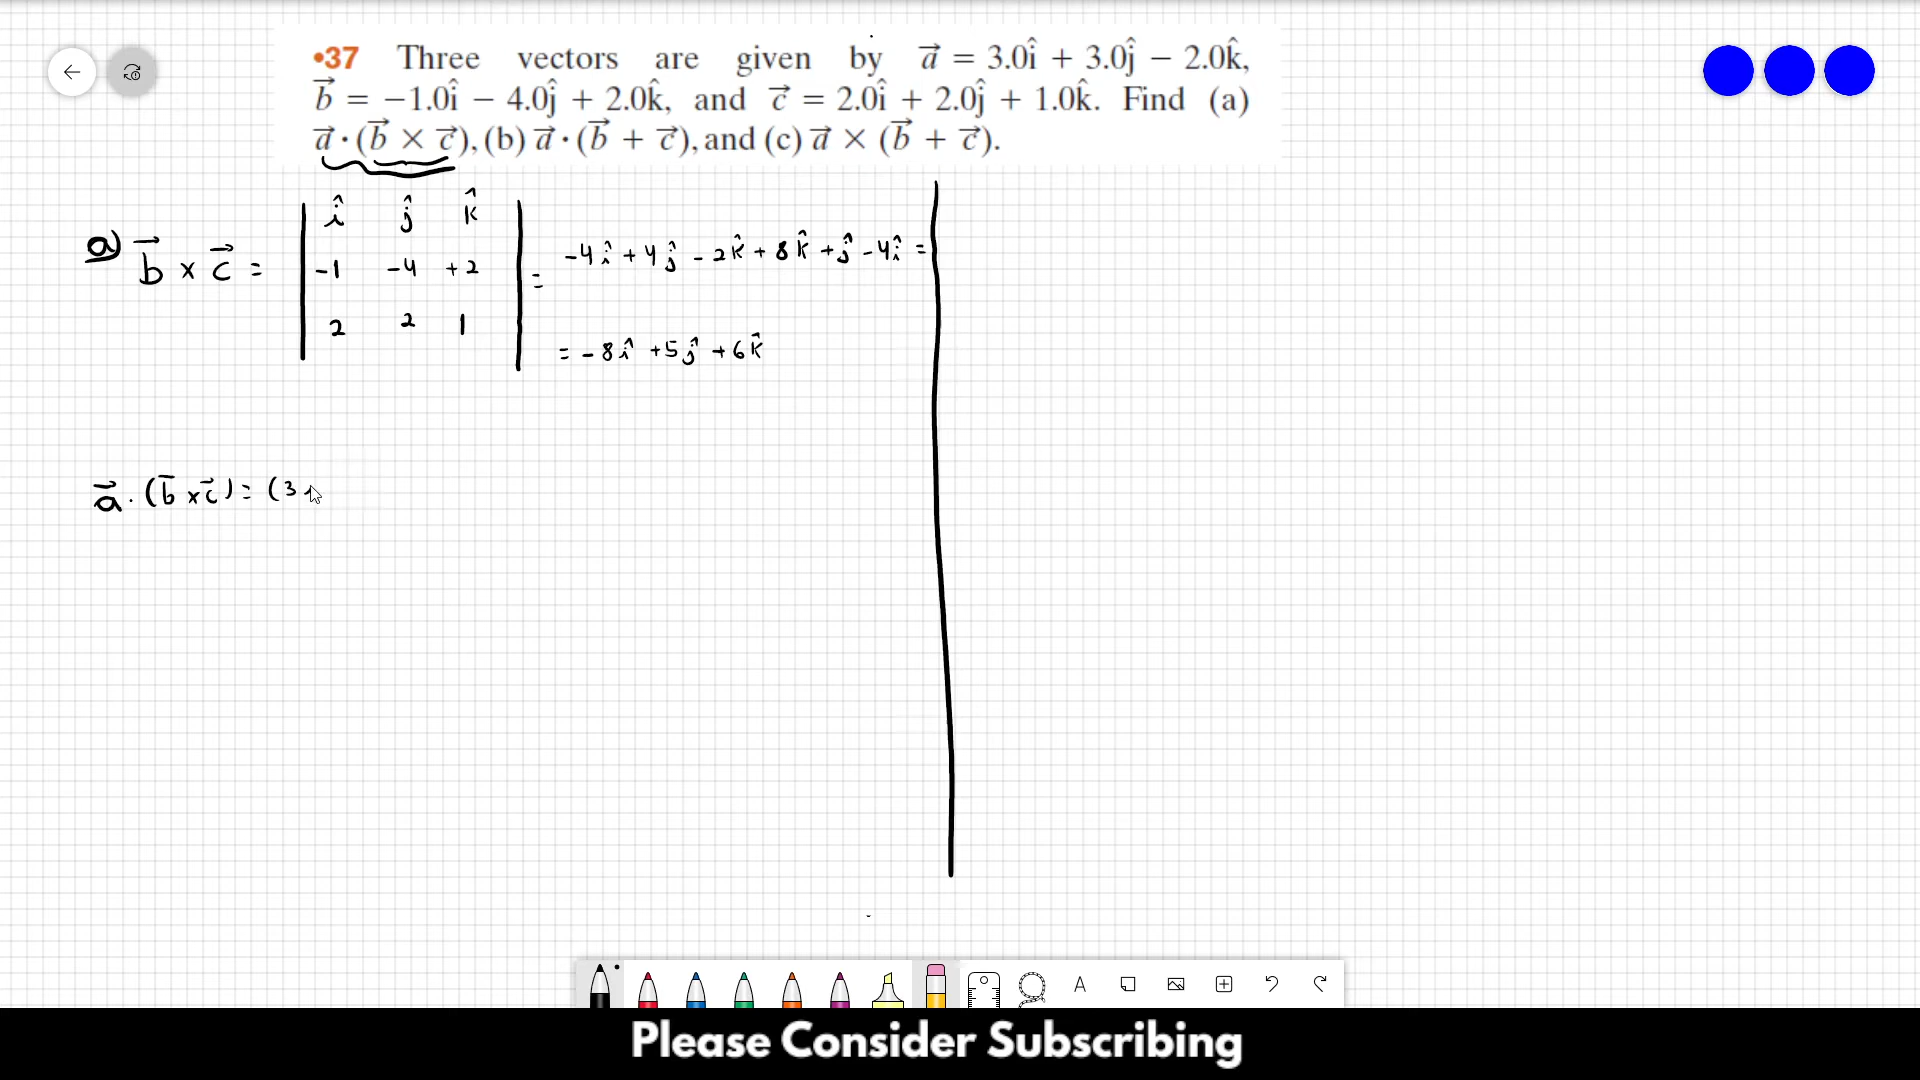 •37 Three vectors are given by a⃗ = 3.0î + 3.0ĵ − 2.0k̂,
b⃗ = −1.0î − 4.0ĵ + 2.0k̂, and c⃗ = 2.0î + 2.0ĵ + 1.0k̂. Find (a)
a⃗ · (b⃗ × c⃗), (b) a⃗ · (b⃗ + c⃗), and (c) a⃗ × (b⃗ + c⃗).
a) b⃗ × c⃗ = | î ĵ k̂ | = -4î + 4ĵ - 2k̂ + 8k̂ + ĵ - 4î =
-1 -4 +2
2 2 1
= -8î + 5ĵ + 6k̂
a⃗ · (b⃗ × c⃗) = (3
A
Please Consider Subscribing